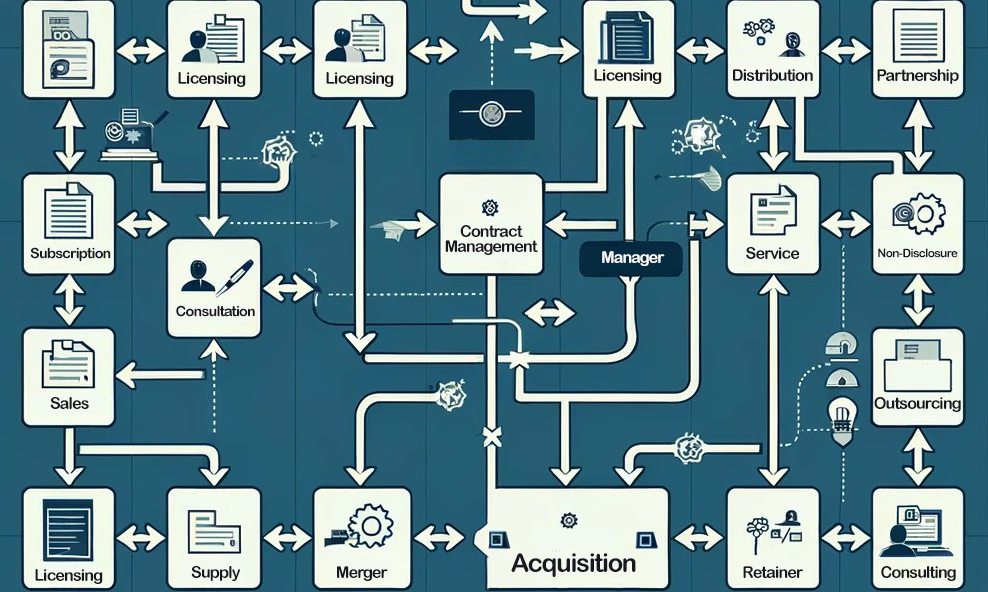 Licensing
Licensing
Licensing
Distribution
Partnership
Subscription
Contract
Management
Manager
Service
Non-Disclosure
Consultation
Sales
Outsourcing
Licensing
Supply
Merger
Acquisition
Retainer
Consulting